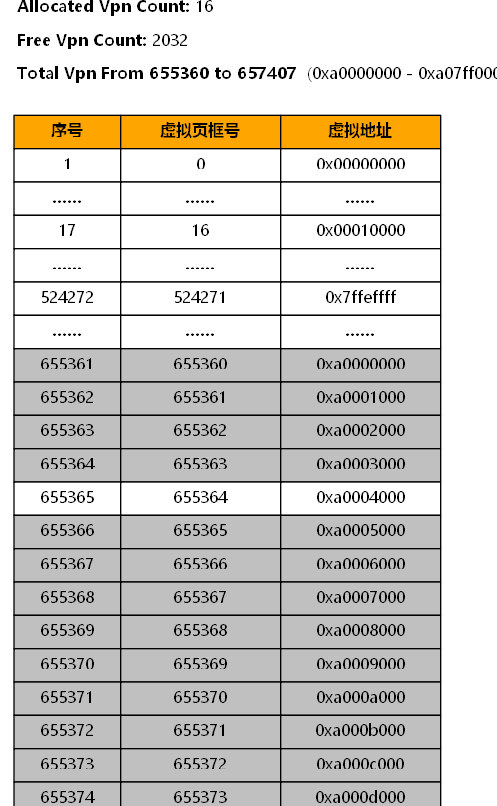 Allocated Vpn Count: 16
Free Vpn Count: 2032
Total Vpn From 655360 to 657407 (0xa0000000 - 0xa07ff000
序号 虚拟页框号 虚拟地址
1 0 0x00000000
...... ...... ......
17 16 0x00010000
...... ...... ......
524272 524271 0x7ffeffff
...... ...... ......
655361 655360 0xa0000000
655362 655361 0xa0001000
655363 655362 0xa0002000
655364 655363 0xa0003000
655365 655364 0xa0004000
655366 655365 0xa0005000
655367 655366 0xa0006000
655368 655367 0xa0007000
655369 655368 0xa0008000
655370 655369 0xa0009000
655371 655370 0xa000a000
655372 655371 0xa000b000
655373 655372 0xa000c000
655374 655373 0xa000d000